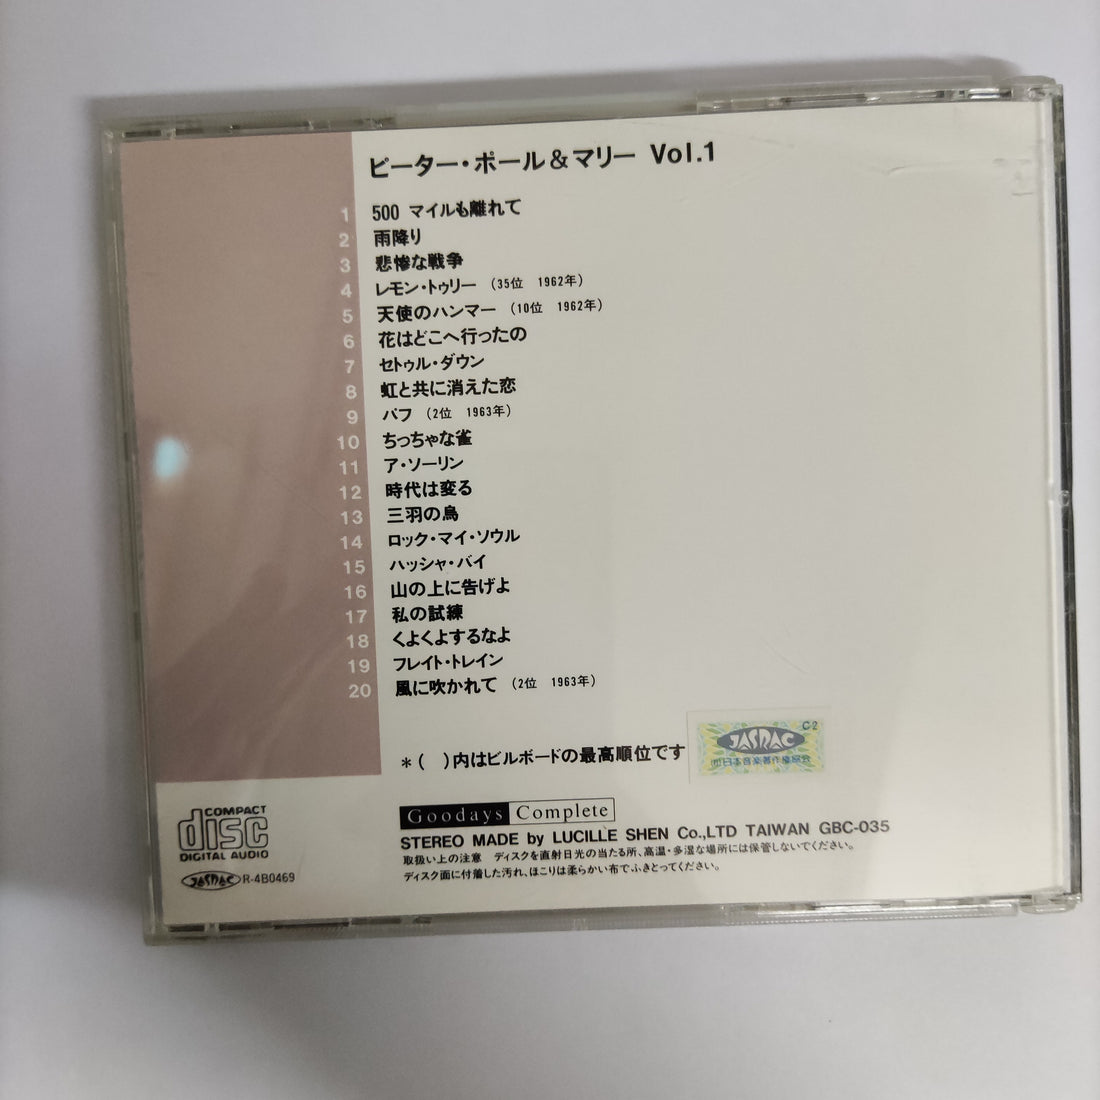 ピーター・ポール＆マリー Vol.1
1 500 マイルも離れて
2 雨降り
3 悲惨な戦争
4 レモン・トゥリー (35位 1962年)
5 天使のハンマー (10位 1962年)
6 花はどこへ行ったの
7 セトゥル・ダウン
8 虹と共に消えた恋
9 パフ (2位 1963年)
10 ちっちゃな雀
11 ア・ソーリン
12 時代は変る
13 三羽の鳥
14 ロック・マイ・ソウル
15 ハッシャ・バイ
16 山の上に告げよ
17 私の試練
18 くよくよするなよ
19 フレイト・トレイン
20 風に吹かれて (2位 1963年)
＊( )内はビルボードの最高順位です
C2
JASRAC
(社)日本音楽著作権協会
COMPACT
disc
DIGITAL AUDIO
JASRAC R-4B0469
Goodays Complete
STEREO MADE by LUCILLE SHEN Co.,LTD TAIWAN GBC-035
取扱い上の注意 ディスクを直射日光の当たる所、高温・多湿な場所には保管しないでください。
ディスク面に付着した汚れ、ほこりは柔らかい布でふきとってください。